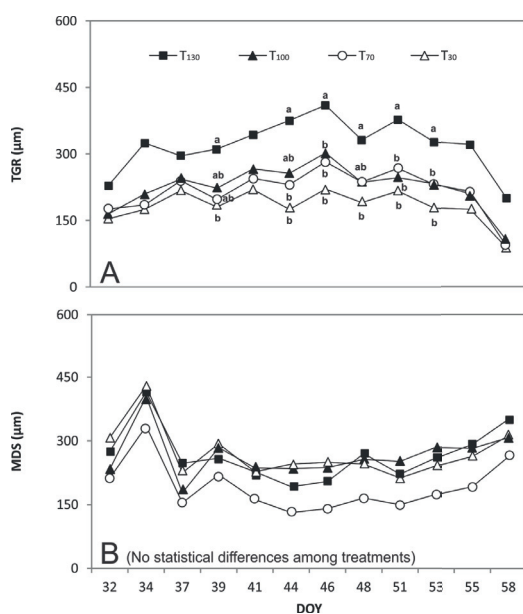 600
450
300
150
0
TGR (µm)
T130 T100 T70 T30
a a a a a
ab ab b ab b b
ab b b b b b b
A
600
450
300
150
0
MDS (µm)
B (No statistical differences among treatments)
32 34 37 39 41 44 46 48 51 53 55 58
DOY